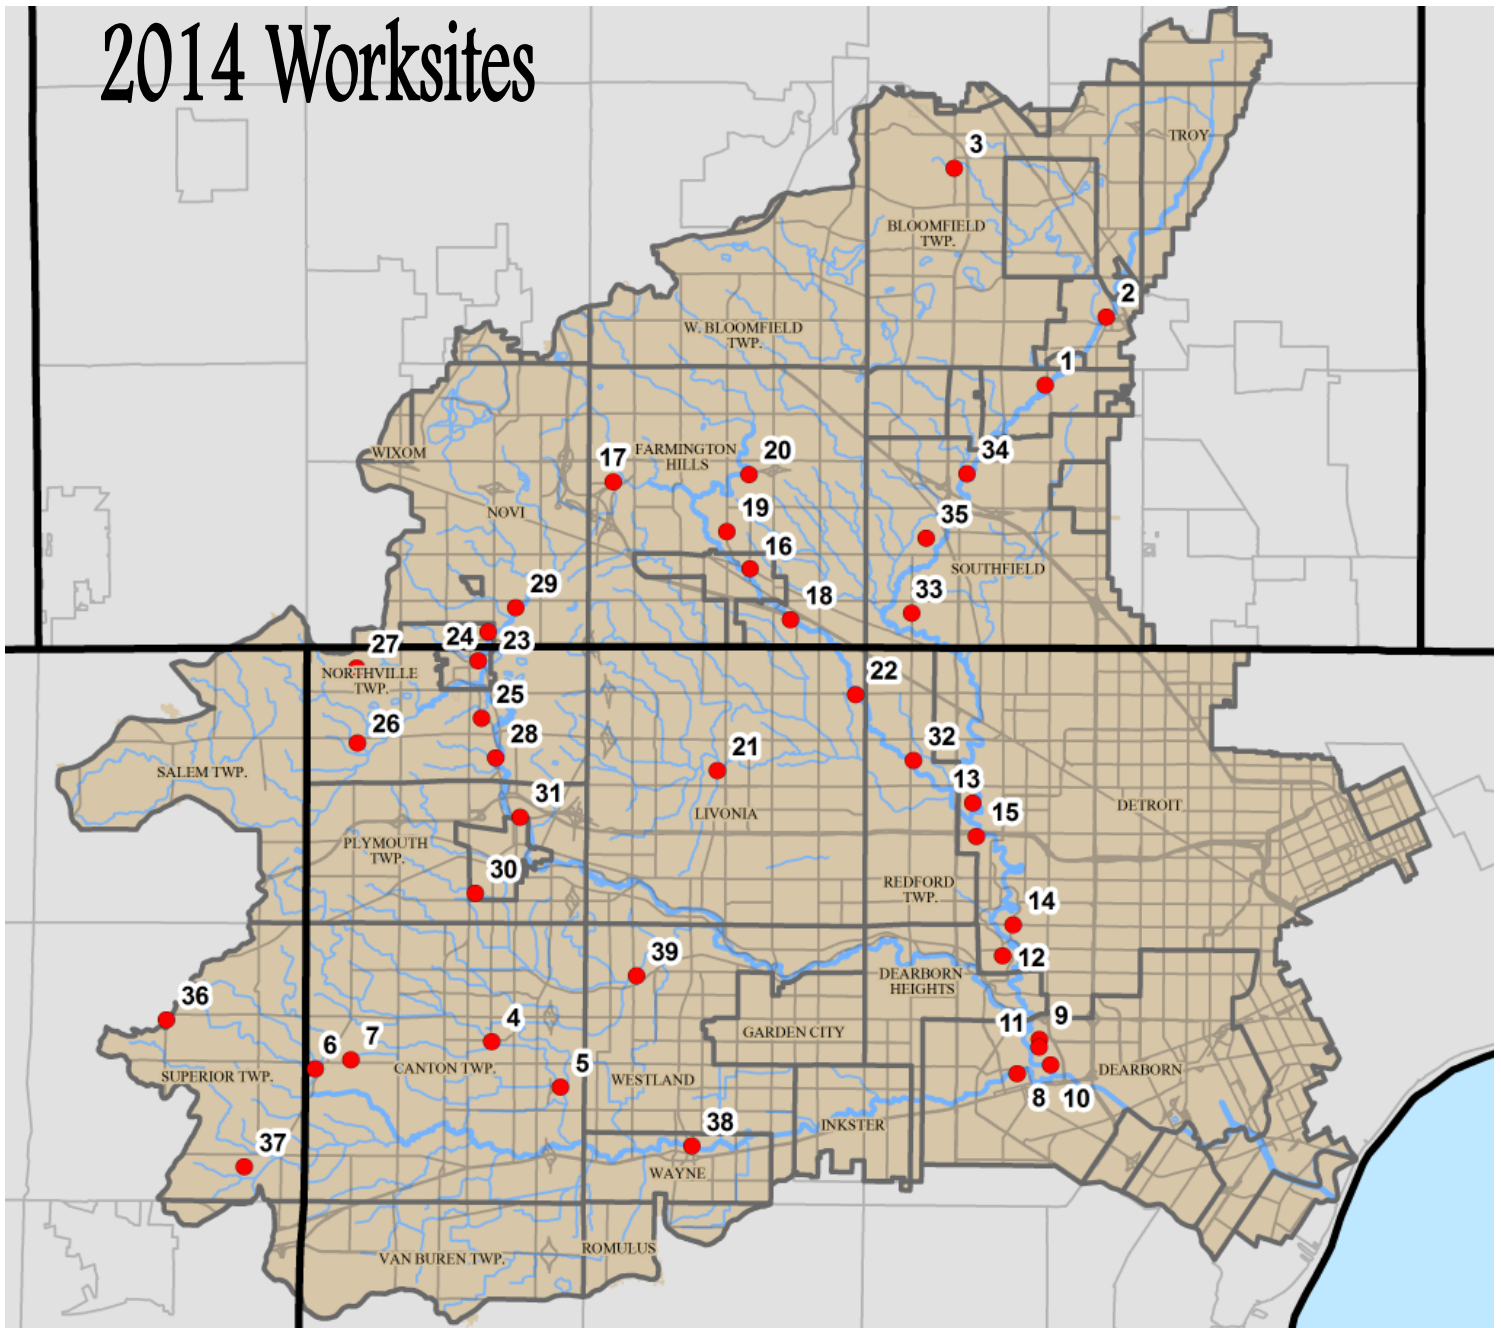 2014 Worksites
TROY
3
BLOOMFIELD
TWP.
2
W. BLOOMFIELD
TWP.
1
WIXOM
17
FARMINGTON
HILLS
20
34
NOVI
19
35
16
SOUTHFIELD
29
18
33
27
24
23
NORTHVILLE
TWP.
22
25
26
28
32
21
SALEM TWP.
31
13
LIVONIA
15
DETROIT
PLYMOUTH
TWP.
30
REDFORD
TWP.
14
39
12
DEARBORN
HEIGHTS
36
4
11
9
GARDEN CITY
6
7
5
CANTON TWP.
SUPERIOR TWP.
WESTLAND
DEARBORN
8
10
38
INKSTER
37
WAYNE
ROMULUS
VAN BUREN TWP.